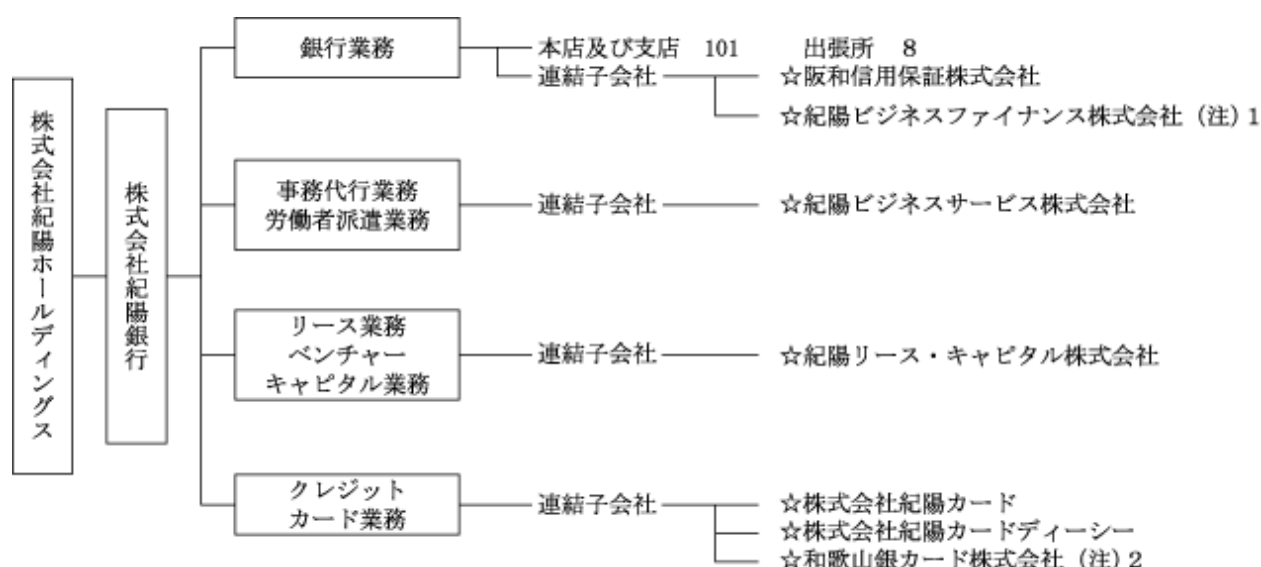 株式会社紀陽ホールディングス
株式会社紀陽銀行
銀行業務
本店及び支店 101 出張所 8
連結子会社
☆阪和信用保証株式会社
☆紀陽ビジネスファイナンス株式会社 (注) 1
事務代行業務
労働者派遣業務
連結子会社
☆紀陽ビジネスサービス株式会社
リース業務
ベンチャー
キャピタル業務
連結子会社
☆紀陽リース・キャピタル株式会社
クレジット
カード業務
連結子会社
☆株式会社紀陽カード
☆株式会社紀陽カードディーシー
☆和歌山銀カード株式会社 (注) 2